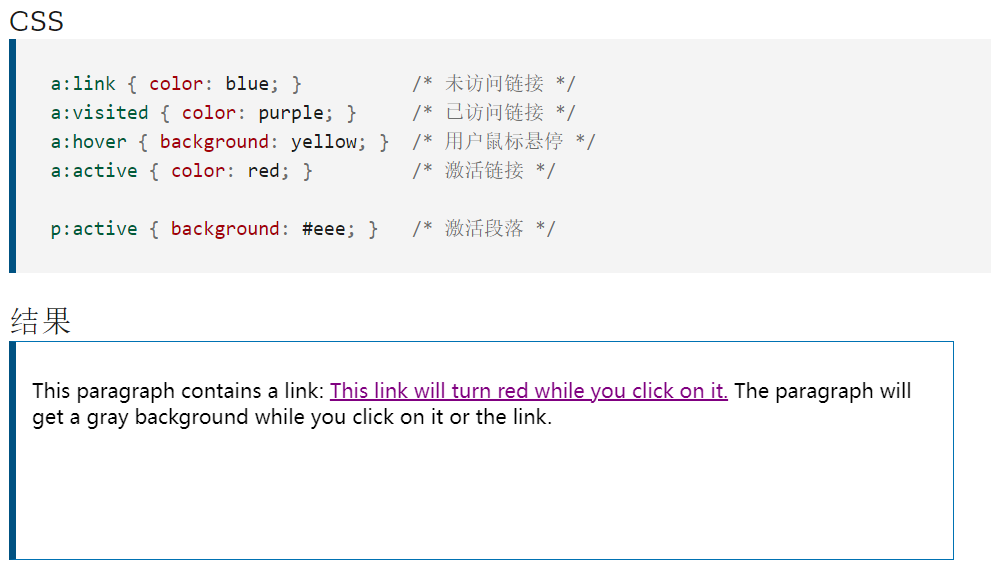 CSS
a:link { color: blue; } /* 未访问链接 */
a:visited { color: purple; } /* 已访问链接 */
a:hover { background: yellow; } /* 用户鼠标悬停 */
a:active { color: red; } /* 激活链接 */
p:active { background: #eee; } /* 激活段落 */
结果
This paragraph contains a link: This link will turn red while you click on it. The paragraph will
get a gray background while you click on it or the link.